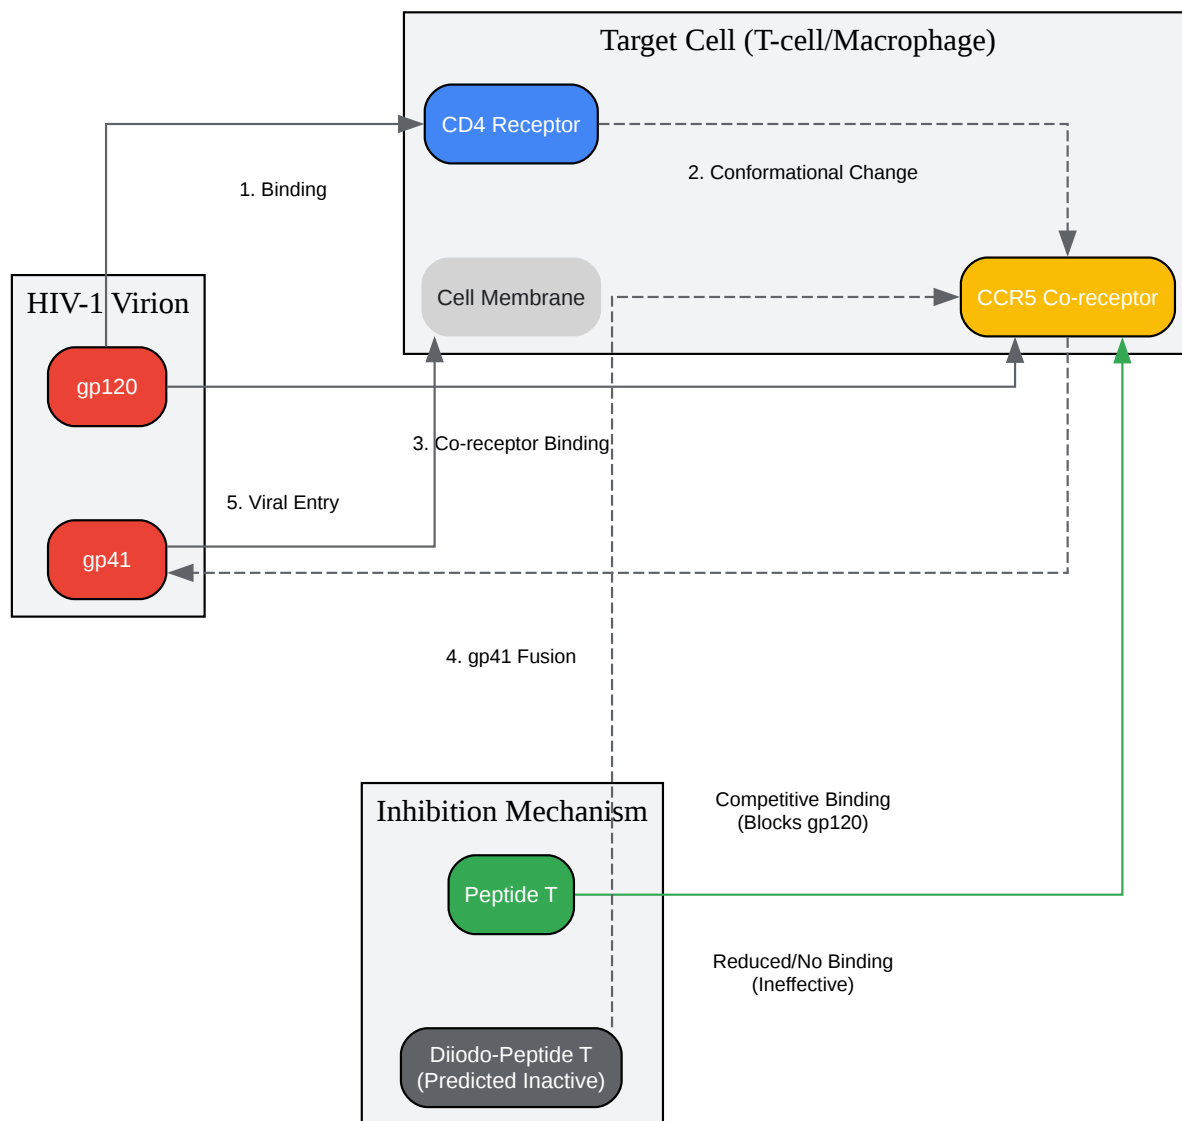 Target Cell (T-cell/Macrophage)
CD4 Receptor
2. Conformational Change
1. Binding
Cell Membrane
CCR5 Co-receptor
HIV-1 Virion
gp120
3. Co-receptor Binding
5. Viral Entry
gp41
4. gp41 Fusion
Inhibition Mechanism
Competitive Binding
(Blocks gp120)
Peptide T
Reduced/No Binding
(Ineffective)
Diiodo-Peptide T
(Predicted Inactive)